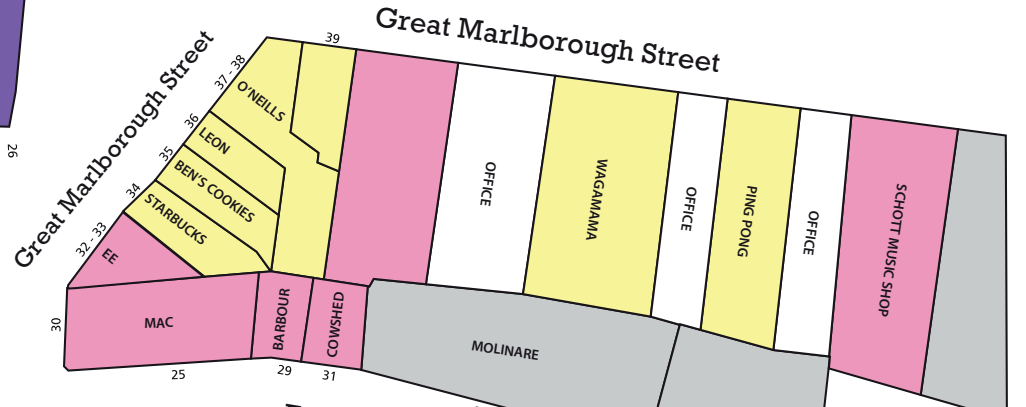 Great Marlborough Street
Great Marlborough Street
26
39
37 - 38
36
35
34
32 - 33
30
25
29
31
O'NEILLS
LEON
BEN'S COOKIES
STARBUCKS
EE
MAC
BARBOUR
COWSHED
OFFICE
WAGAMAMA
OFFICE
PING PONG
OFFICE
SCHOTT MUSIC SHOP
MOLINARE